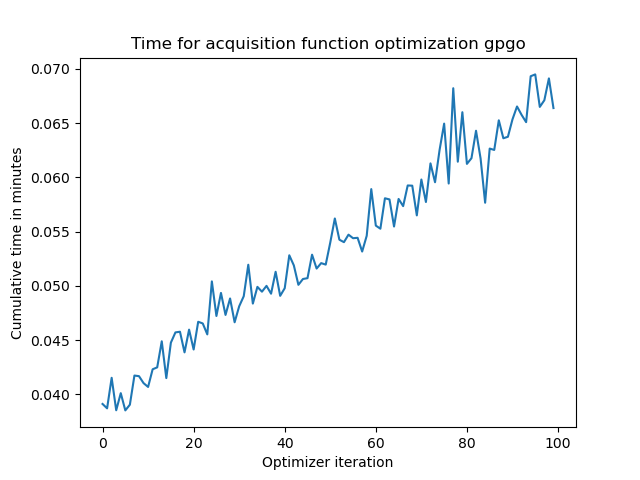 Time for acquisition function optimization gpgo
0.070
0.065
0.060
0.055
0.050
0.045
0.040
Cumulative time in minutes
0 20 40 60 80 100
Optimizer iteration